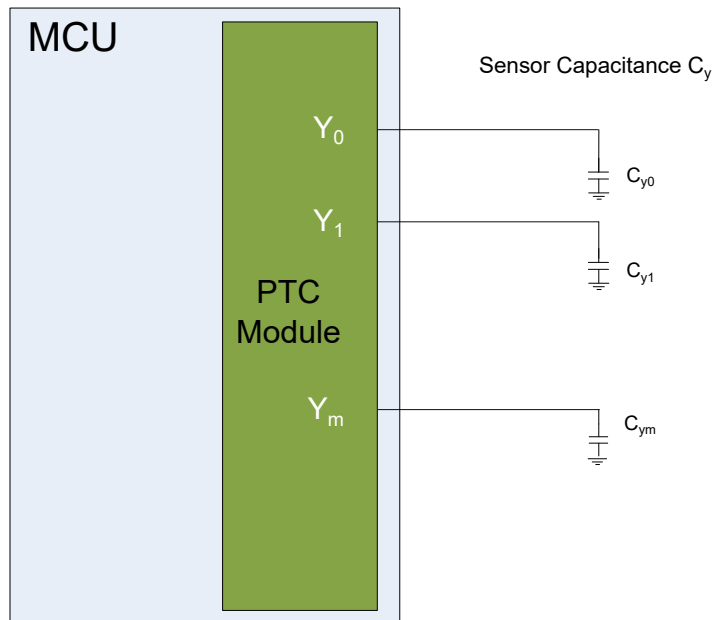 MCU
Sensor Capacitance Cy
Y0
Cy0
Y1
Cy1
PTC
Module
Ym
Cym